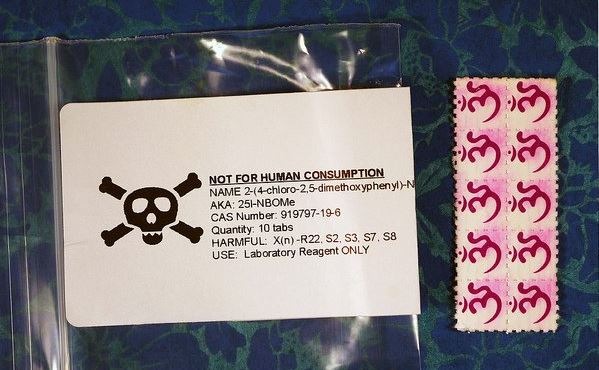 NOT FOR HUMAN CONSUMPTION
NAME 2-(4-chloro-2,5-dimethoxyphenyl)-N
AKA: 25I-NBOMe
CAS Number: 919797-19-6
Quantity: 10 tabs
HARMFUL: X(n) -R22, S2, S3, S7, S8
USE: Laboratory Reagent ONLY